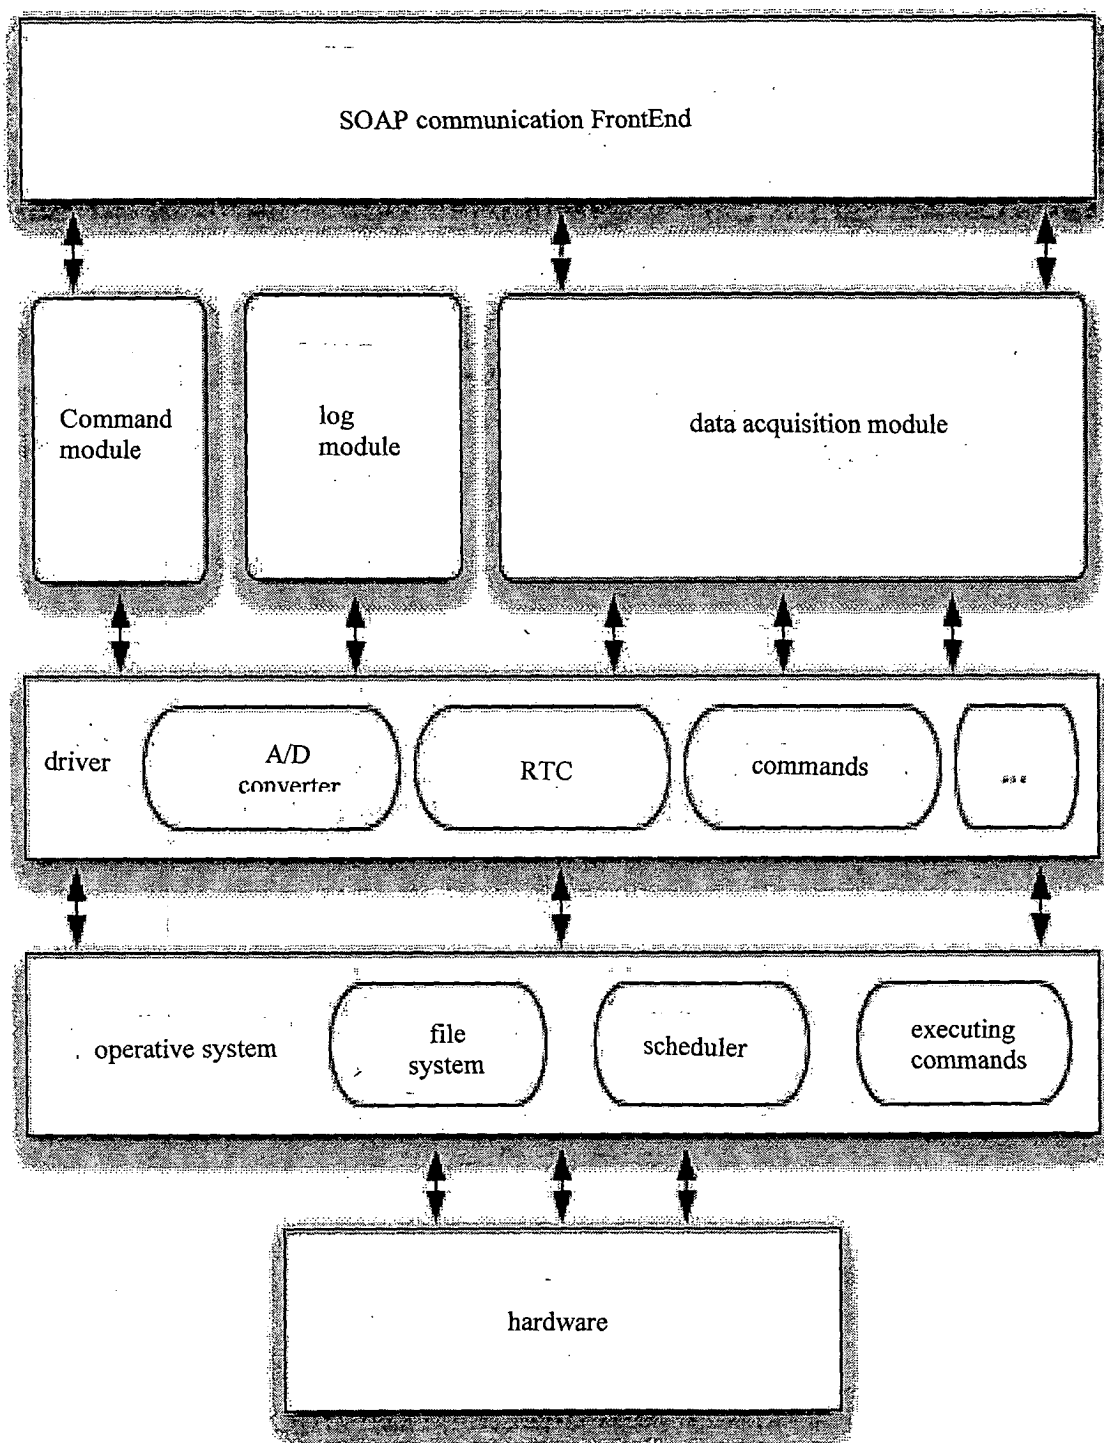 SOAP communication FrontEnd
Command
module
log
module
data acquisition module
driver
A/D
converter
RTC
commands
...
operative system
file
system
scheduler
executing
commands
hardware